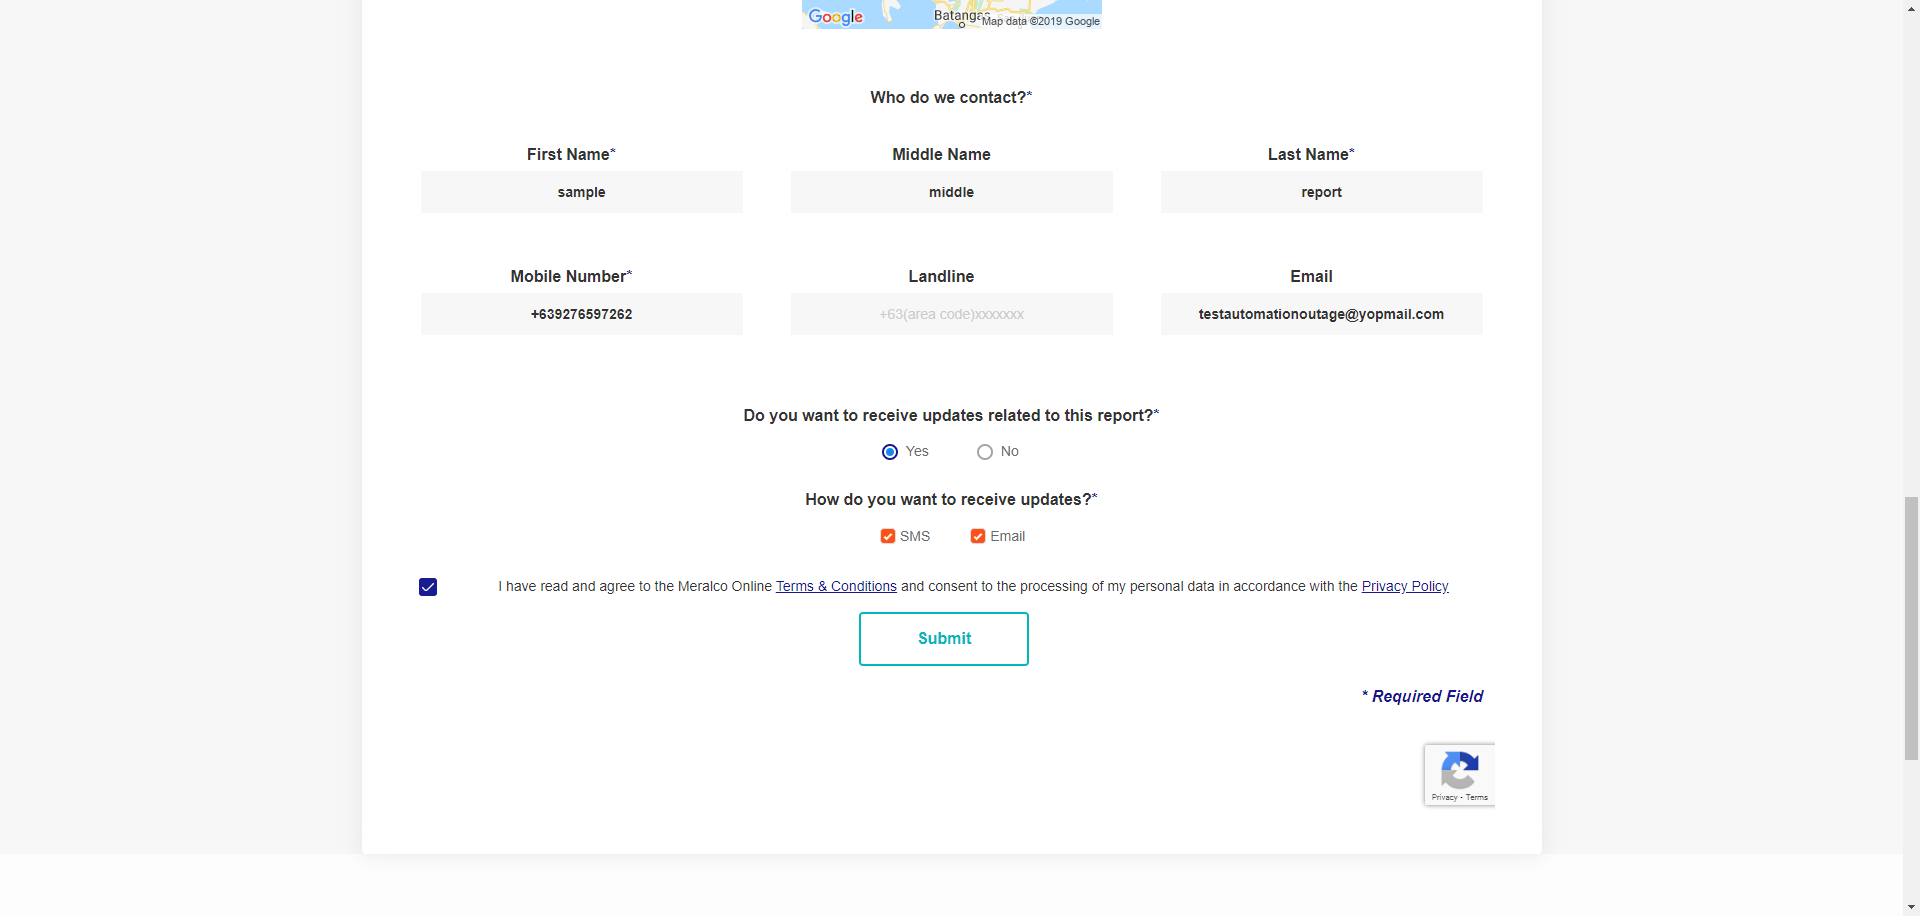 Google
Batangas
Map data ©2019 Google
Who do we contact?*
First Name*
Middle Name
Last Name*
sample
middle
report
Mobile Number*
Landline
Email
+639276597262
+63(area code)xxxxxxx
testautomationoutage@yopmail.com
Do you want to receive updates related to this report?*
Yes
No
How do you want to receive updates?*
SMS
Email
I have read and agree to the Meralco Online Terms & Conditions and consent to the processing of my personal data in accordance with the Privacy Policy
Submit
* Required Field
Privacy - Terms